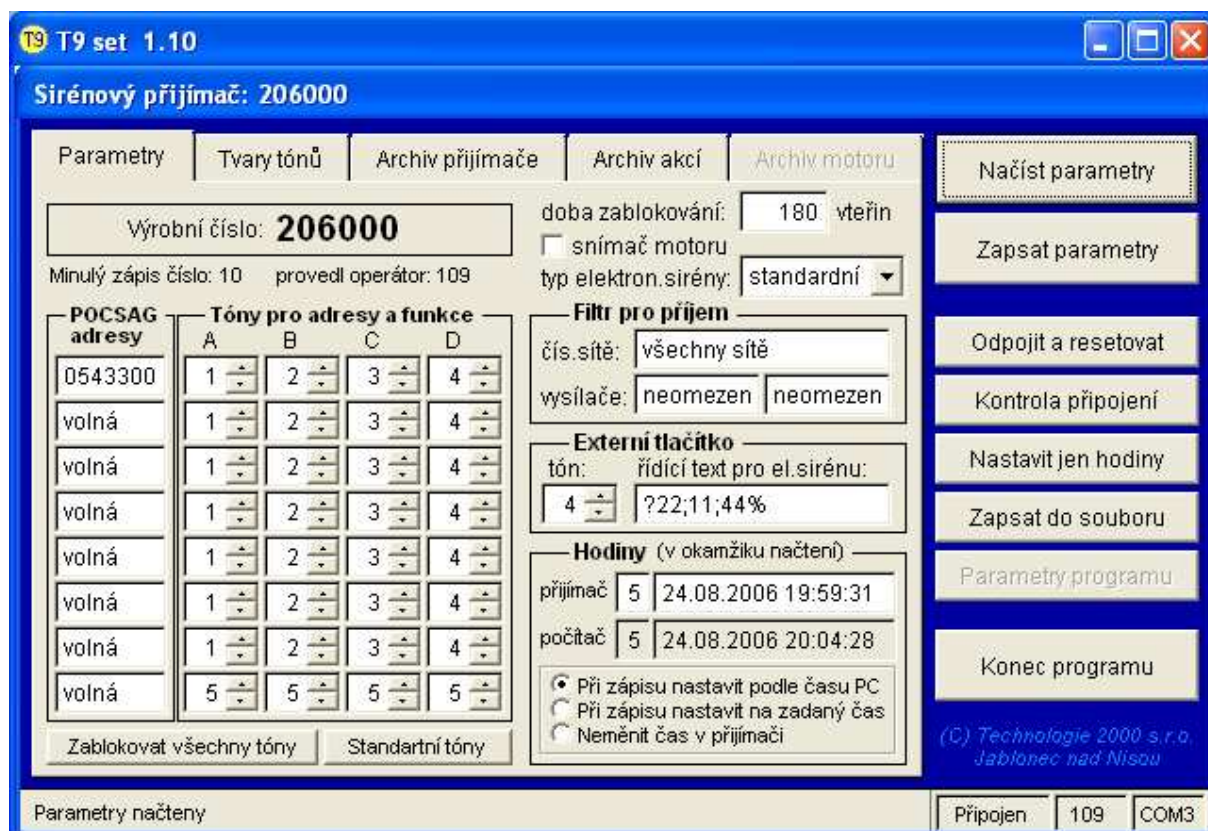 T9 T9 set 1.10
Sirénový přijímač: 206000
Parametry Tvary tónů Archiv přijímače Archiv akcí Archiv motoru
Výrobní číslo: 206000
Minulý zápis číslo: 10 provedl operátor: 109
POCSAG adresy Tóny pro adresy a funkce
A B C D
0543300 1 2 3 4
volná 1 2 3 4
volná 1 2 3 4
volná 1 2 3 4
volná 1 2 3 4
volná 1 2 3 4
volná 1 2 3 4
volná 5 5 5 5
Zablokovat všechny tóny Standartní tóny
doba zablokování: 180 vteřin
snímač motoru
typ elektron.sirény: standardní
Filtr pro příjem
čís.sítě: všechny sítě
vysílače: neomezen neomezen
Externí tlačítko
tón: řídící text pro el.sirénu:
4 ?22;11;44%
Hodiny (v okamžiku načtení)
přijímač 5 24.08.2006 19:59:31
počítač 5 24.08.2006 20:04:28
Při zápisu nastavit podle času PC
Při zápisu nastavit na zadaný čas
Neměnit čas v přijímači
Načíst parametry
Zapsat parametry
Odpojit a resetovat
Kontrola připojení
Nastavit jen hodiny
Zapsat do souboru
Parametry programu
Konec programu
(C) Technologie 2000 s.r.o.
Jablonec nad Nisou
Parametry načteny Připojen 109 COM3